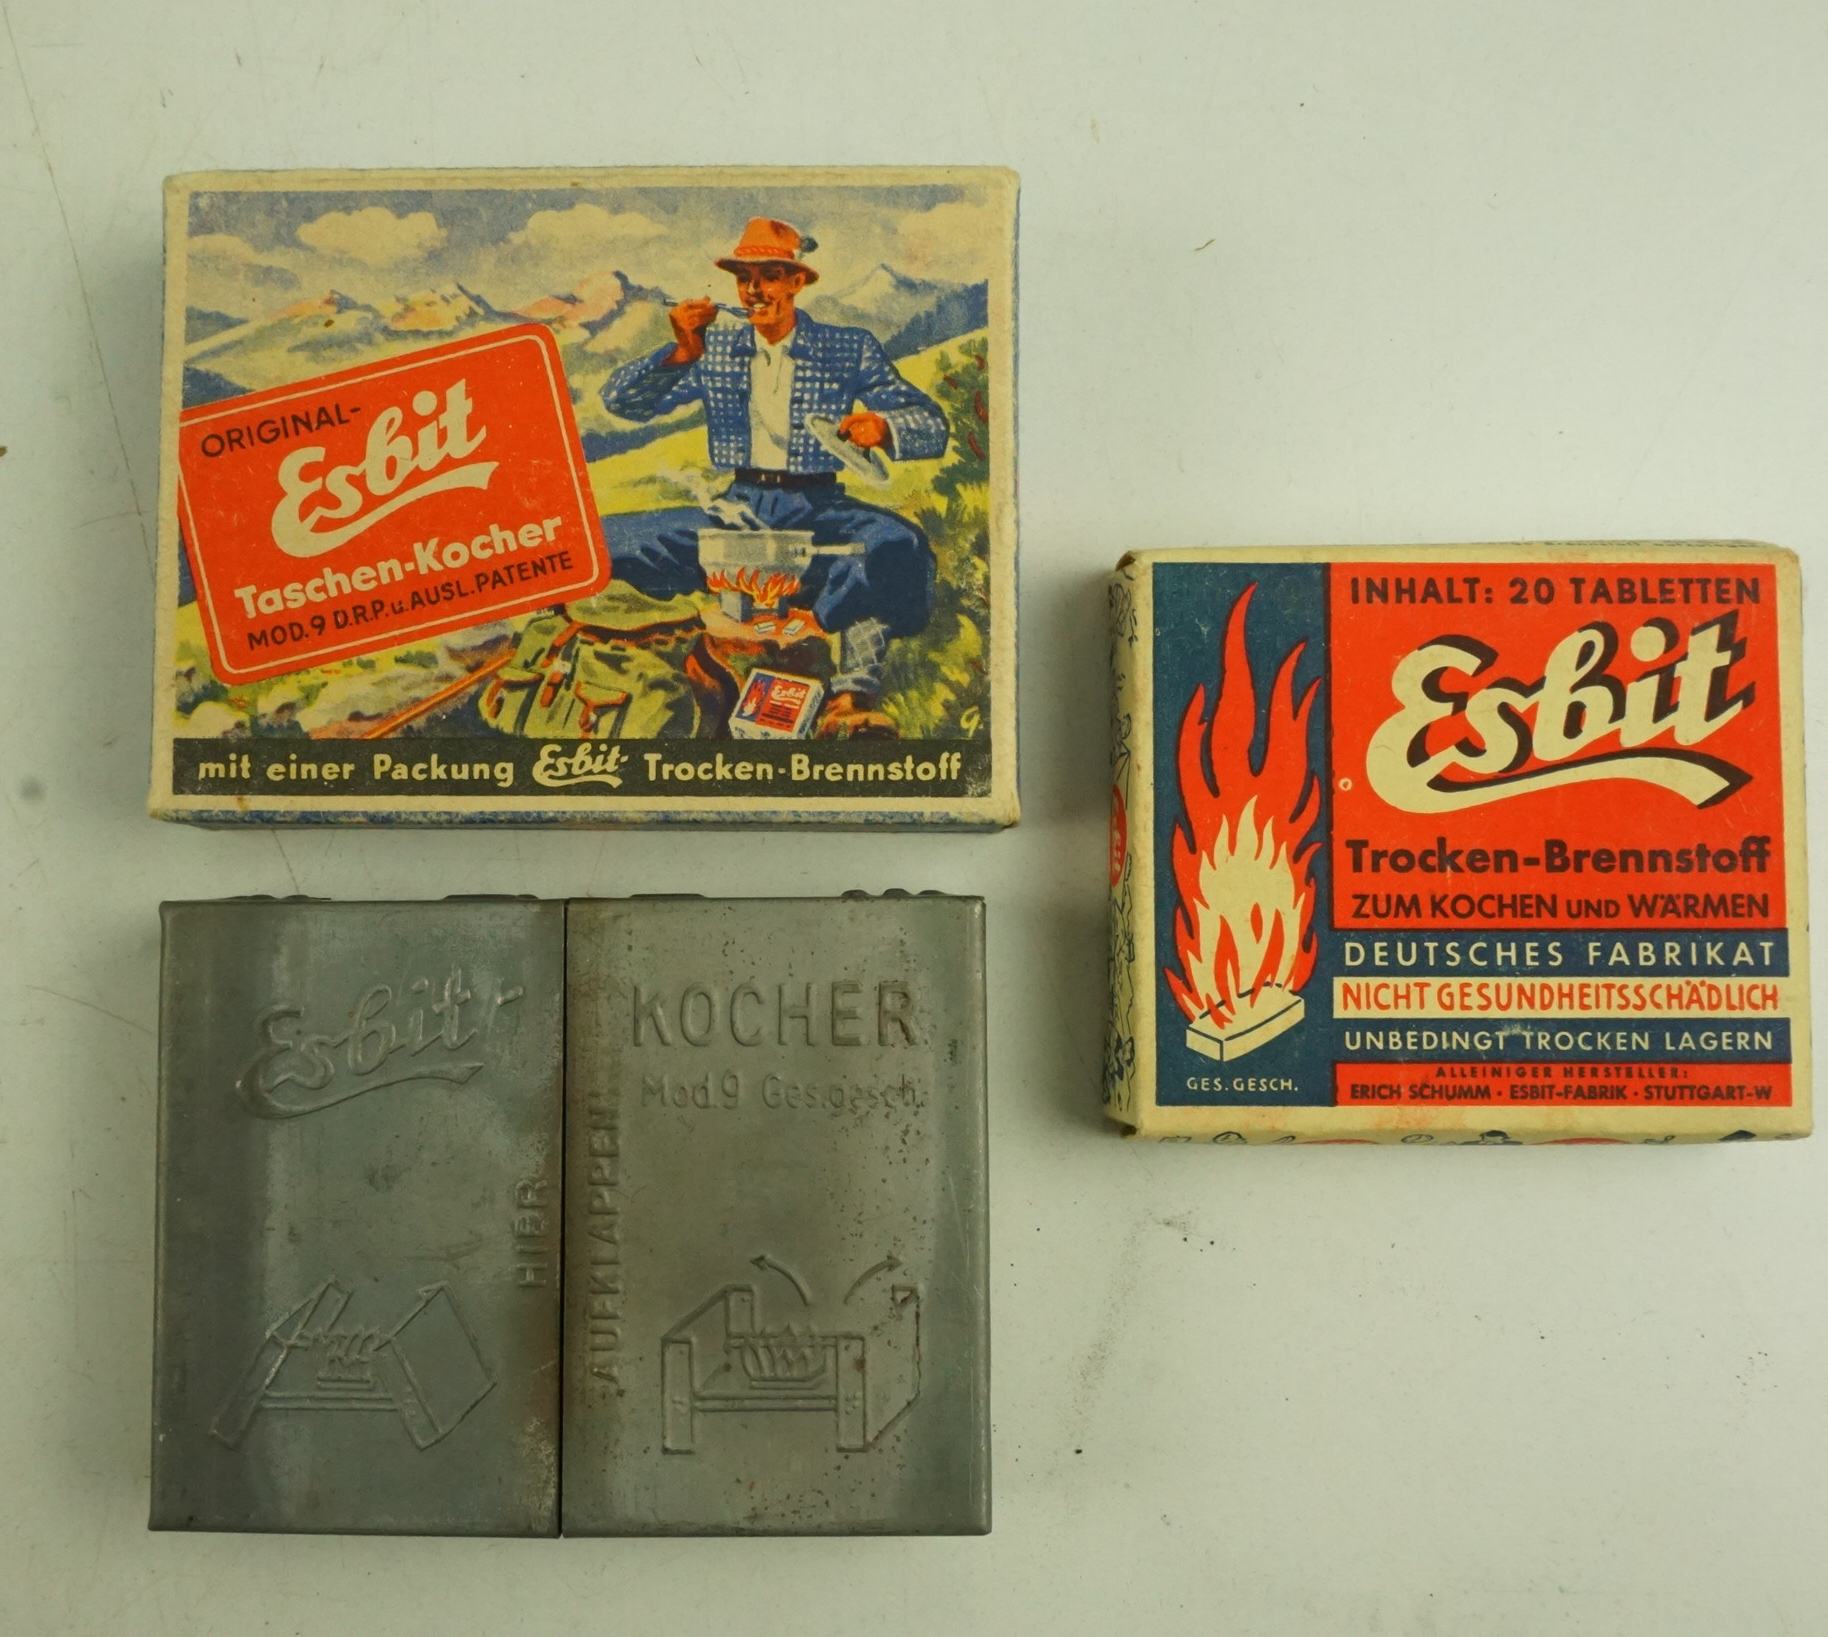 ORIGINAL-
Esbit
Taschen-Kocher
MOD. 9 D.R.P. u. AUSL. PATENTE
Esbit
mit einer Packung Esbit- Trocken-Brennstoff
INHALT: 20 TABLETTEN
Esbit
Trocken-Brennstoff
ZUM KOCHEN UND WÄRMEN
DEUTSCHES FABRIKAT
NICHT GESUNDHEITSSCHÄDLICH
UNBEDINGT TROCKEN LAGERN
ALLEINIGER HERSTELLER:
ERICH SCHUMM · ESBIT-FABRIK · STUTTGART-W
GES. GESCH.
Esbit-
KOCHER
Mod. 9 Ges. gesch.
HIER
AUFKLAPPEN!